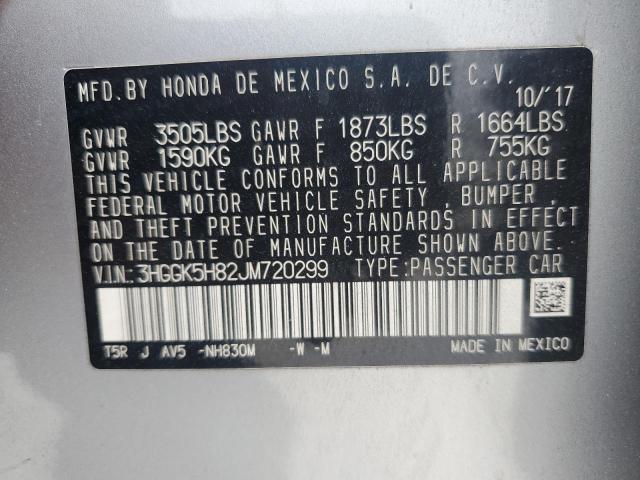 MFD.BY HONDA DE MEXICO S.A. DE C.V.
10/'17
GVWR 3505LBS GAWR F 1873LBS R 1664LBS
GVWR 1590KG GAWR F 850KG R 755KG
THIS VEHICLE CONFORMS TO ALL APPLICABLE
FEDERAL MOTOR VEHICLE SAFETY , BUMPER ,
AND THEFT PREVENTION STANDARDS IN EFFECT
ON THE DATE OF MANUFACTURE SHOWN ABOVE.
V.I.N.: 3HGGK5H82JM720299 TYPE:PASSENGER CAR
T5R J AV5 -NH830M -W -M MADE IN MEXICO